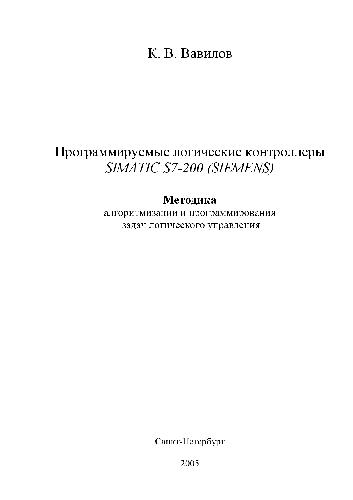 К. В. Вавилов
Программируемые логические контроллеры
SIMATIC S7-200 (SIEMENS)
Методика
алгоритмизации и программирования
задач логического управления
Санкт-Петербург
2005